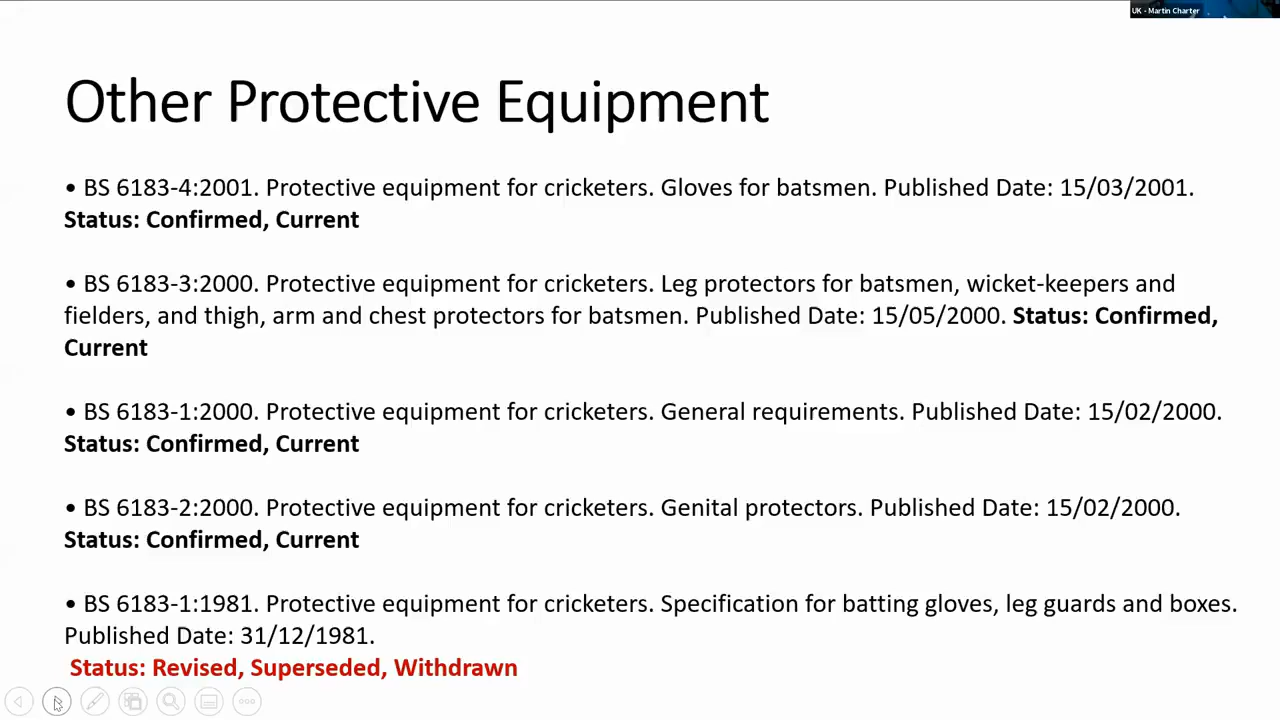 UK - Martin Charter
Other Protective Equipment
• BS 6183-4:2001. Protective equipment for cricketers. Gloves for batsmen. Published Date: 15/03/2001.
Status: Confirmed, Current
• BS 6183-3:2000. Protective equipment for cricketers. Leg protectors for batsmen, wicket-keepers and
fielders, and thigh, arm and chest protectors for batsmen. Published Date: 15/05/2000. Status: Confirmed,
Current
• BS 6183-1:2000. Protective equipment for cricketers. General requirements. Published Date: 15/02/2000.
Status: Confirmed, Current
• BS 6183-2:2000. Protective equipment for cricketers. Genital protectors. Published Date: 15/02/2000.
Status: Confirmed, Current
• BS 6183-1:1981. Protective equipment for cricketers. Specification for batting gloves, leg guards and boxes.
Published Date: 31/12/1981.
Status: Revised, Superseded, Withdrawn